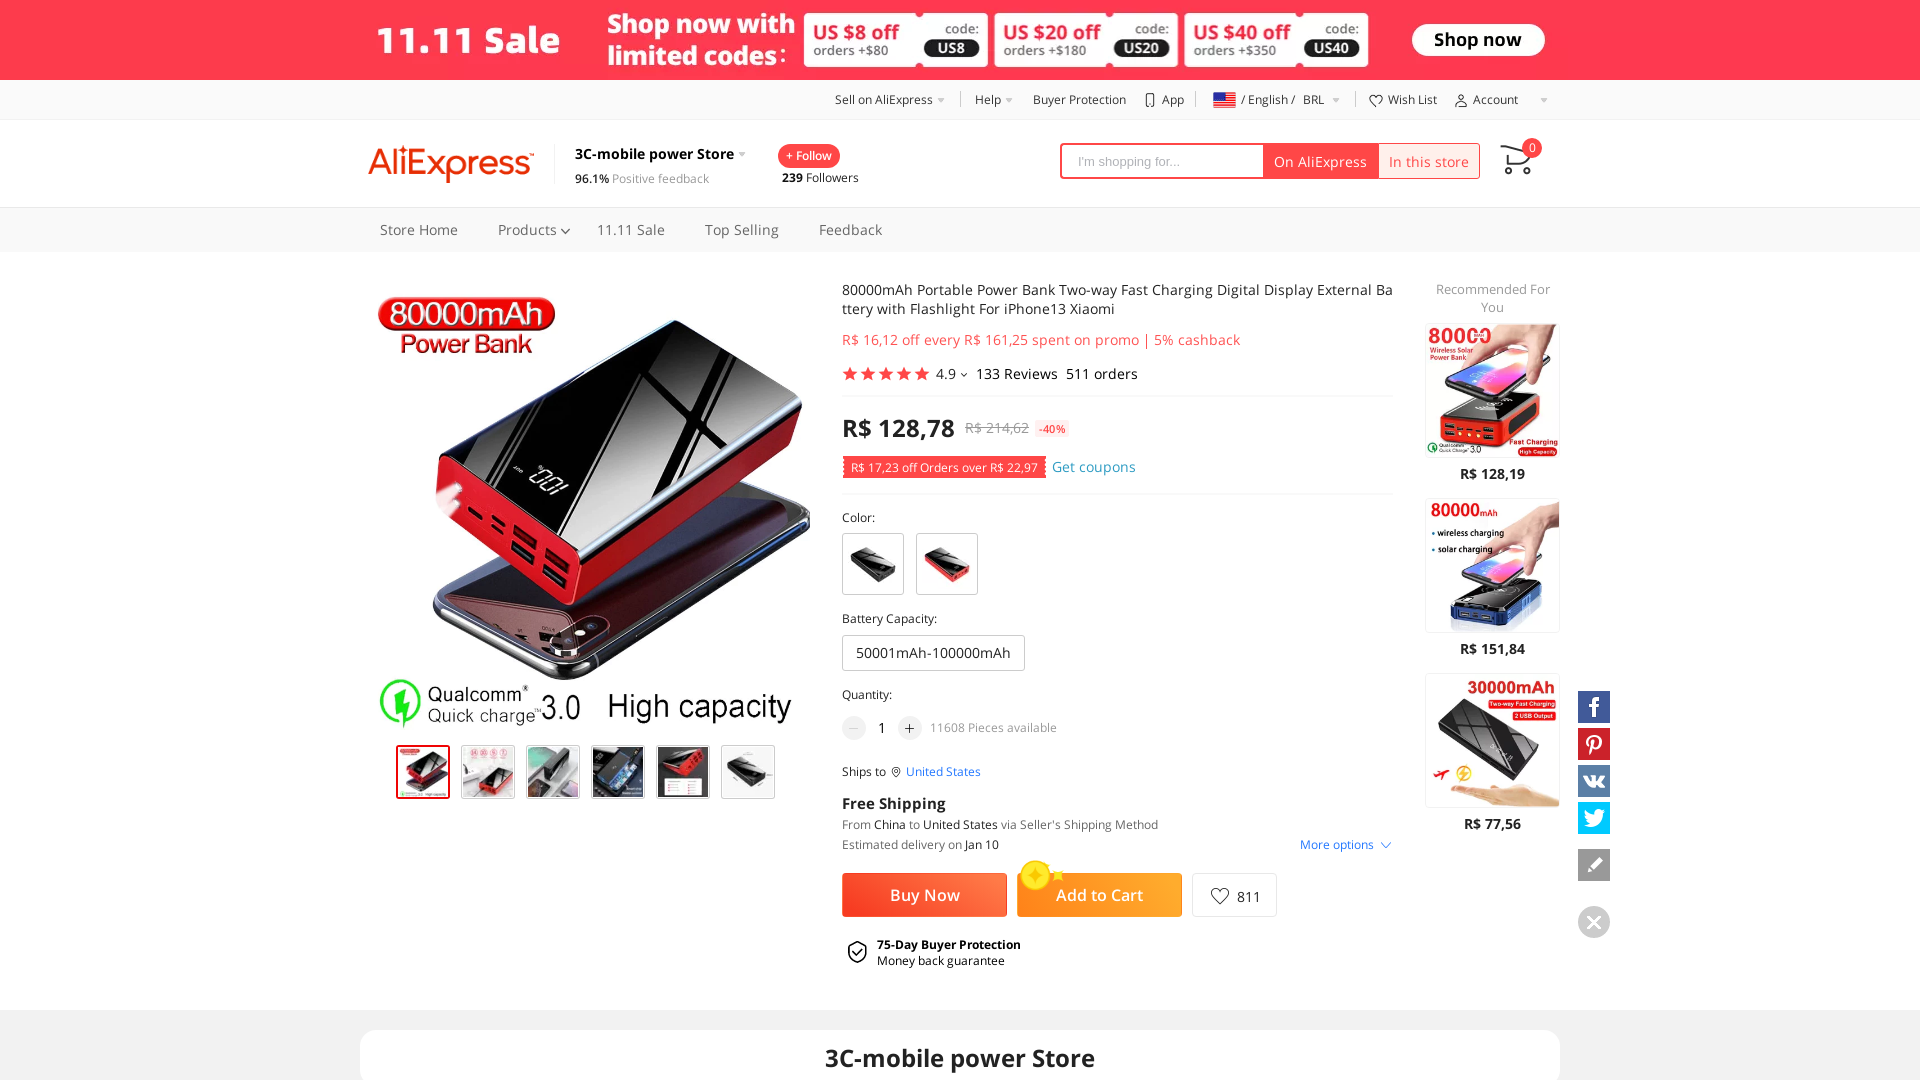 11.11 Sale
Shop now with
limited codes:
US $8 off
orders +$80
code:
US8
US $20 off
orders +$180
code:
US20
US $40 off
orders +$350
code:
US40
Shop now
Sell on AliExpress
Help
Buyer Protection
App
/ English / BRL
Wish List
Account
AliExpress™
3C-mobile power Store
96.1% Positive feedback
+ Follow
239 Followers
I'm shopping for...
On AliExpress
In this store
0
Store Home
Products
11.11 Sale
Top Selling
Feedback
80000mAh
Power Bank
100%
Qualcomm®
Quick charge™ 3.0
High capacity
80000mAh Portable Power Bank Two-way Fast Charging Digital Display External Ba
ttery with Flashlight For iPhone13 Xiaomi
R$ 16,12 off every R$ 161,25 spent on promo | 5% cashback
4.9
133 Reviews
511 orders
R$ 128,78
R$ 214,62
-40%
R$ 17,23 off Orders over R$ 22,97
Get coupons
Color:
Battery Capacity:
50001mAh-100000mAh
Quantity:
1
11608 Pieces available
Ships to
United States
Free Shipping
From China to United States via Seller's Shipping Method
Estimated delivery on Jan 10
More options
Buy Now
Add to Cart
811
75-Day Buyer Protection
Money back guarantee
Recommended For
You
80000
Wireless Solar
Power Bank
Qualcomm
Quick Charge 3.0
Fast Charging
High Capacity
R$ 128,19
80000mAh
• wireless charging
• solar charging
R$ 151,84
30000mAh
Two-way Fast Charging
2 USB Output
R$ 77,56
3C-mobile power Store